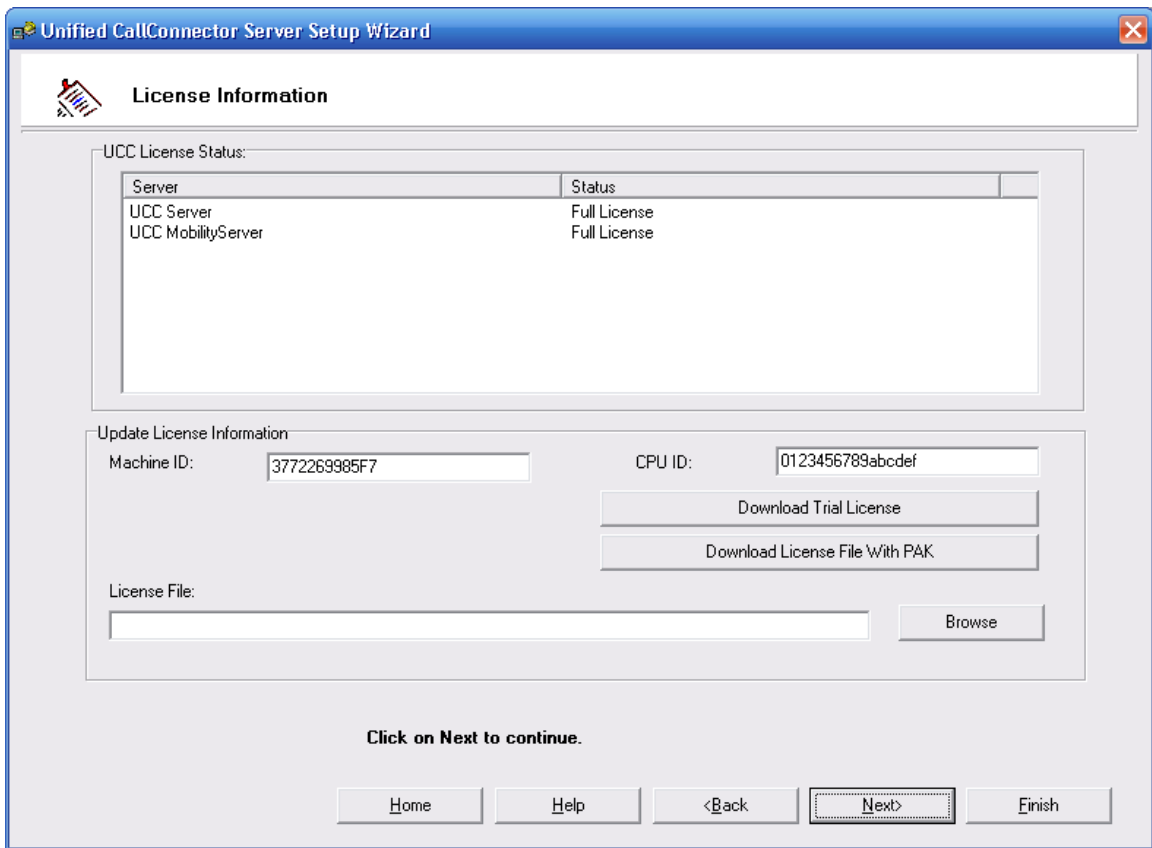 Unified CallConnector Server Setup Wizard
License Information
UCC License Status:
Server Status
UCC Server Full License
UCC MobilityServer Full License
Update License Information
Machine ID: 3772269985F7 CPU ID: 0123456789abcdef
Download Trial License
Download License File With PAK
License File:
Browse
Click on Next to continue.
Home Help <Back Next> Finish